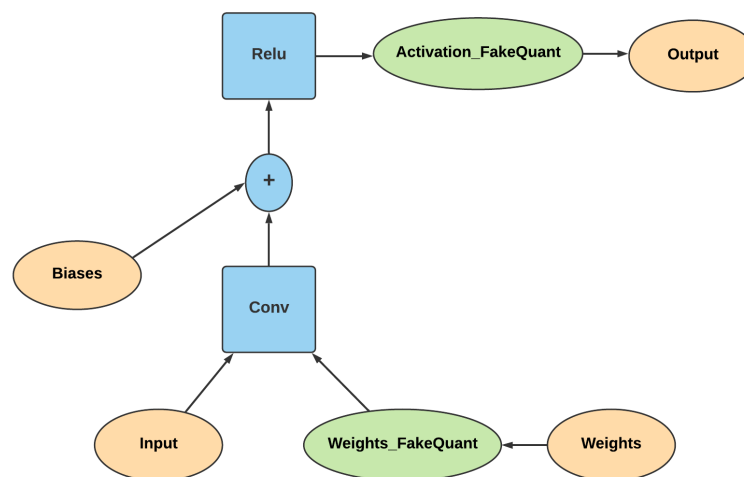 Relu
Activation_FakeQuant
Output
+
Biases
Conv
Input
Weights_FakeQuant
Weights